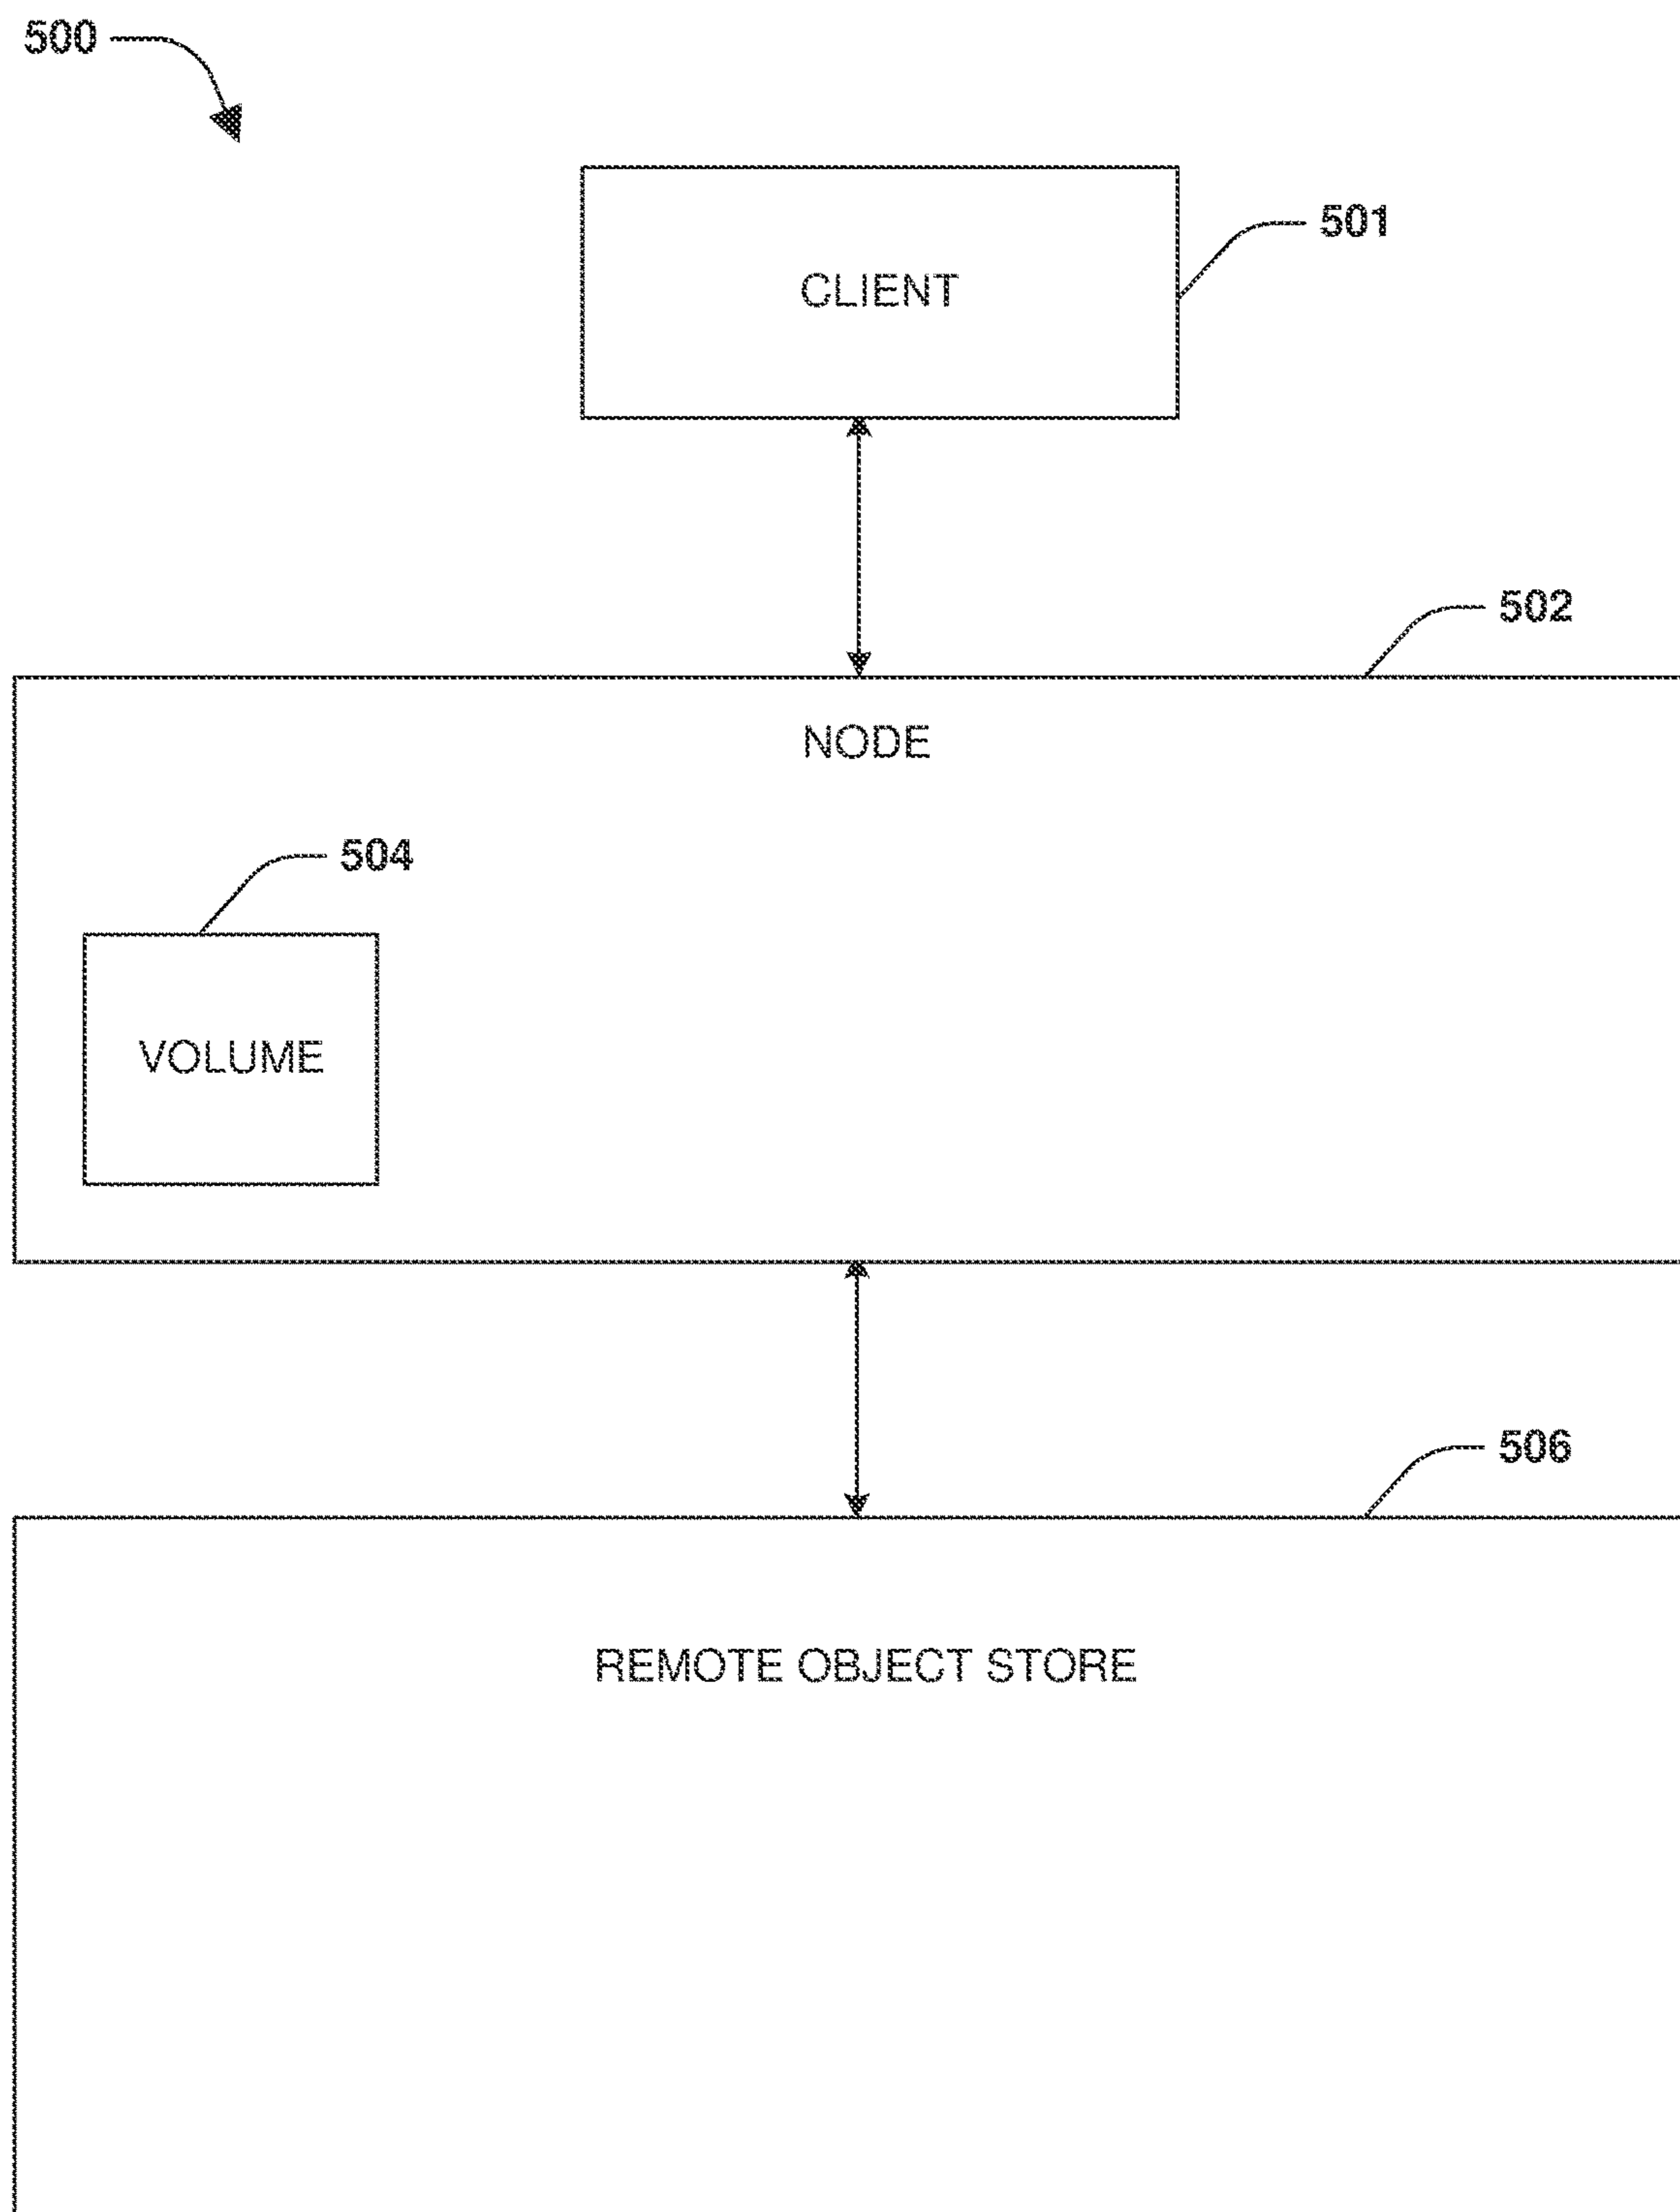 500
501
CLIENT
502
NODE
504
VOLUME
506
REMOTE OBJECT STORE